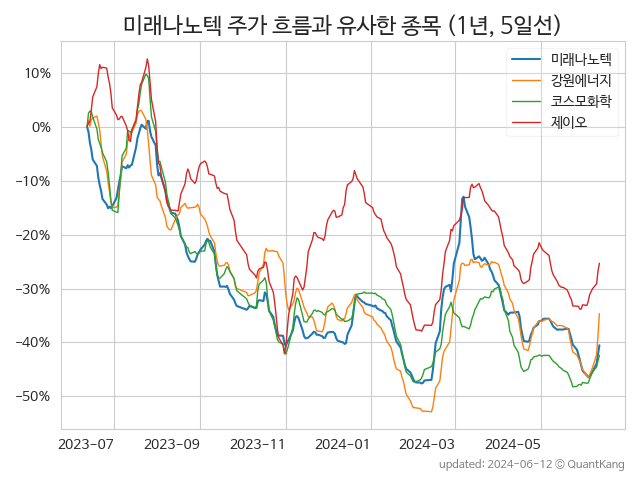 미래나노텍 주가 흐름과 유사한 종목 (1년, 5일선)
미래나노텍
강원에너지
코스모화학
제이오
10%
0%
−10%
−20%
−30%
−40%
−50%
2023-07
2023-09
2023-11
2024-01
2024-03
2024-05
updated: 2024-06-12 © QuantKang